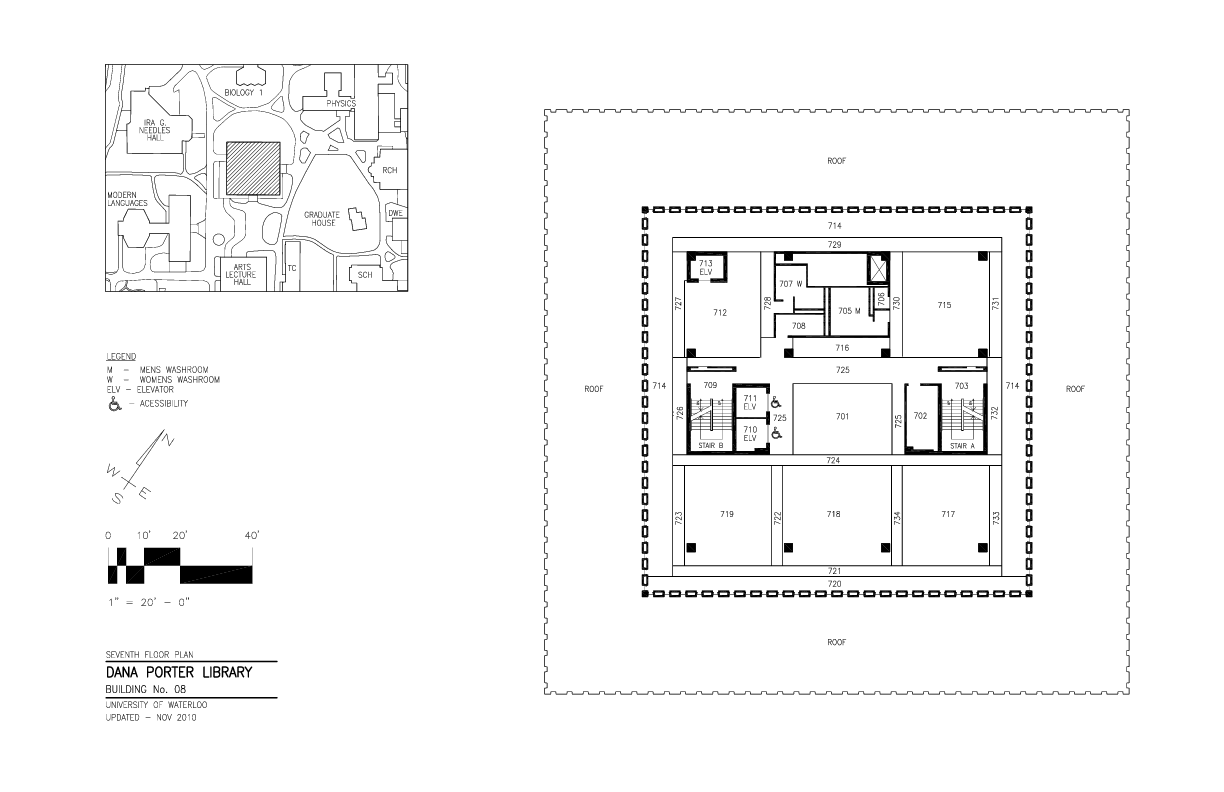 BIOLOGY 1
PHYSICS
IRA G.
NEEDLES
HALL
RCH
MODERN
LANGUAGES
GRADUATE
HOUSE
DWE
ARTS
LECTURE
HALL
TC
SCH
LEGEND
M – MENS WASHROOM
W – WOMENS WASHROOM
ELV – ELEVATOR
– ACESSIBILITY
N
W
E
S
0 10' 20' 40'
1" = 20' – 0"
SEVENTH FLOOR PLAN
DANA PORTER LIBRARY
BUILDING No. 08
UNIVERSITY OF WATERLOO
UPDATED – NOV 2010
ROOF
714
729
713
ELV
707 W
706
727
712
728
705 M
730
715
731
708
716
725
ROOF
714
709
703
714
ROOF
711
ELV
726
725
701
725
702
732
710
ELV
STAIR B
STAIR A
724
723
719
722
718
734
717
733
721
720
ROOF